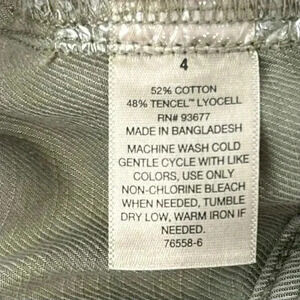 4
52% COTTON
48% TENCEL™ LYOCELL
RN# 93677
MADE IN BANGLADESH
MACHINE WASH COLD
GENTLE CYCLE WITH LIKE
COLORS, USE ONLY
NON-CHLORINE BLEACH
WHEN NEEDED, TUMBLE
DRY LOW, WARM IRON IF
NEEDED.
76558-6